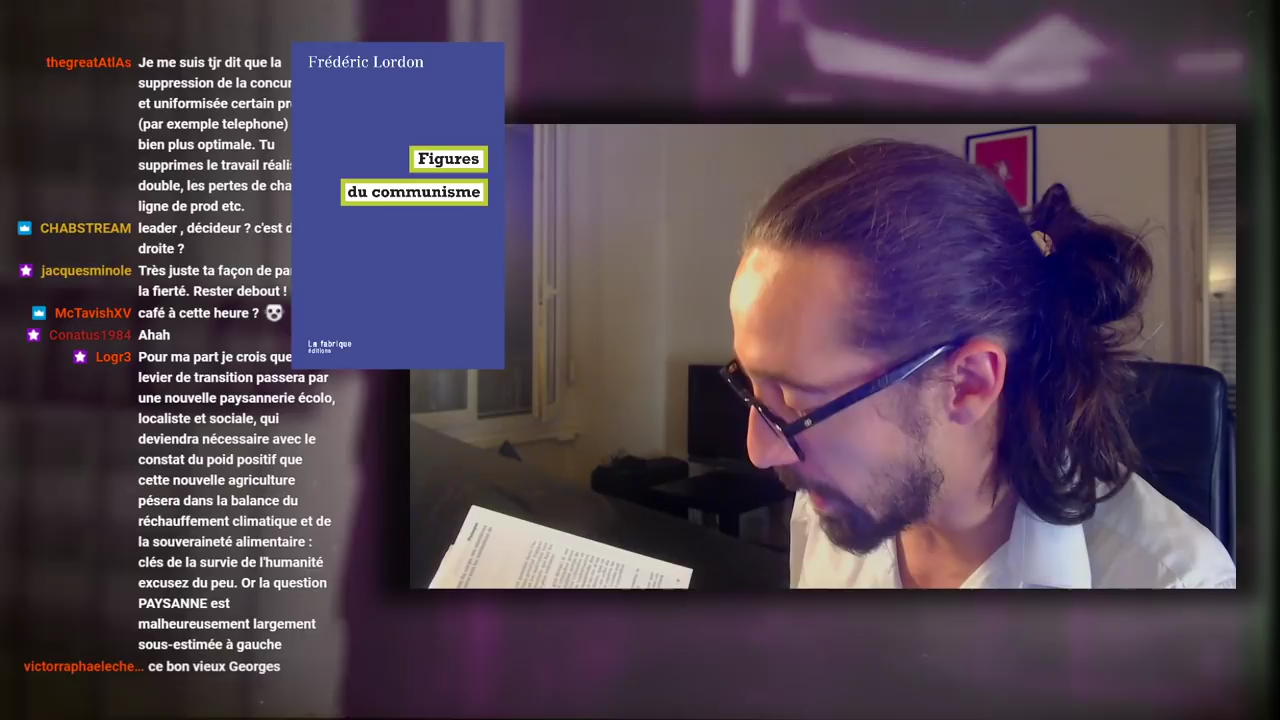 thegreatAtlAs Je me suis tjr dit que la
suppression de la concur
et uniformisée certain pr
(par exemple telephone)
bien plus optimale. Tu
supprimes le travail réalis
double, les pertes de cha
ligne de prod etc.
CHABSTREAM leader , décideur ? c'est d
droite ?
jacquesminole Très juste ta façon de par
la fierté. Rester debout !
McTavishXV café à cette heure ?
Conatus1984 Ahah
Logr3 Pour ma part je crois que
levier de transition passera par
une nouvelle paysannerie écolo,
localiste et sociale, qui
deviendra nécessaire avec le
constat du poid positif que
cette nouvelle agriculture
pésera dans la balance du
réchauffement climatique et de
la souveraineté alimentaire :
clés de la survie de l'humanité
excusez du peu. Or la question
PAYSANNE est
malheureusement largement
sous-estimée à gauche
victorraphaeleche... ce bon vieux Georges
Frédéric Lordon
Figures
du communisme
La fabrique
éditions